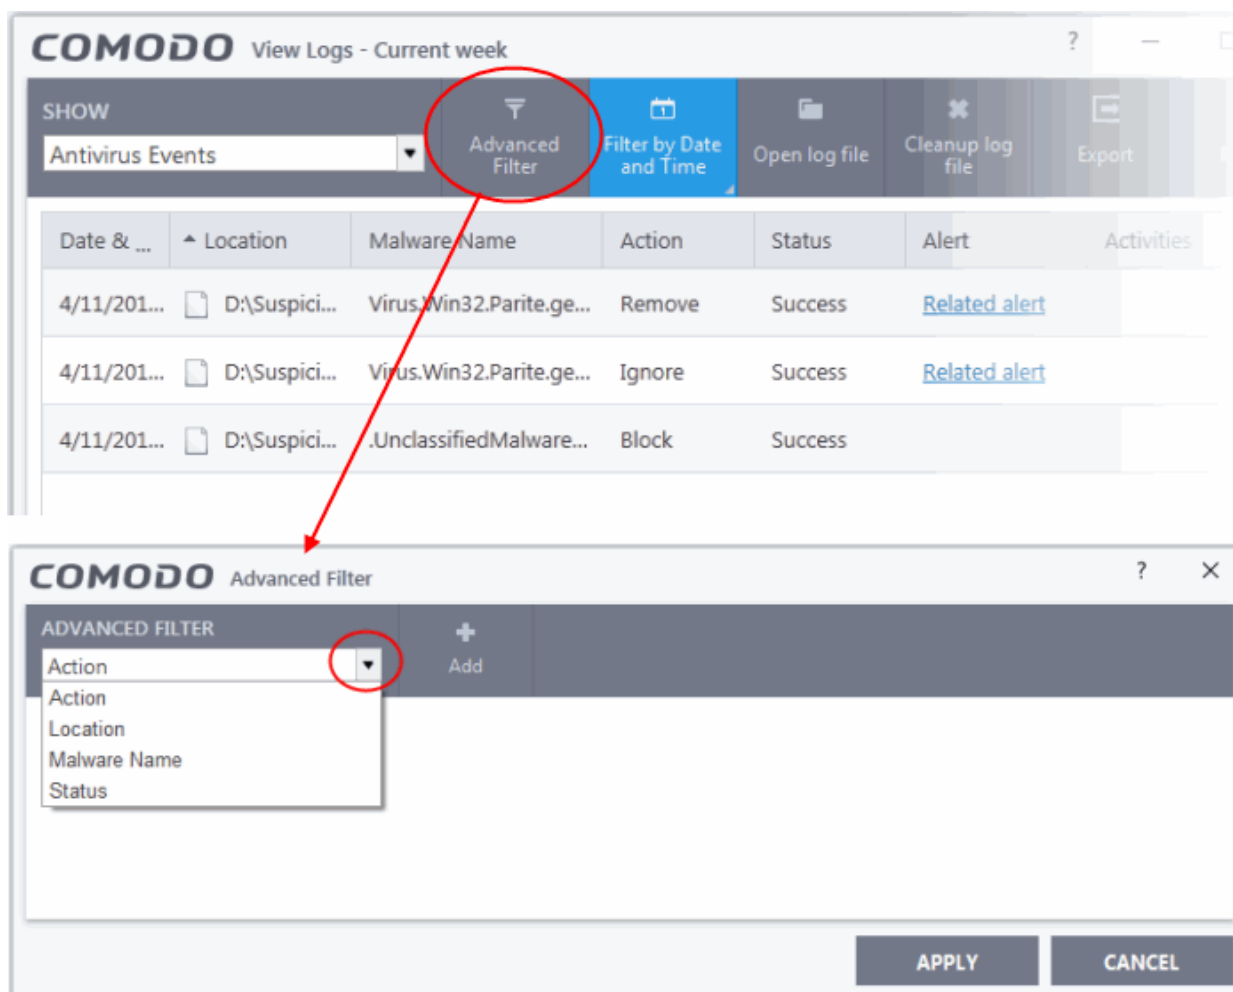 COMODO View Logs - Current week ?
SHOW
Antivirus Events
Advanced
Filter
Filter by Date
and Time
Open log file
Cleanup log
file
Export
Date & ... Location Malware Name Action Status Alert Activities
4/11/201... D:\Suspici... Virus.Win32.Parite.ge... Remove Success Related alert
4/11/201... D:\Suspici... Virus.Win32.Parite.ge... Ignore Success Related alert
4/11/201... D:\Suspici... .UnclassifiedMalware... Block Success
COMODO Advanced Filter ?
ADVANCED FILTER
Action
Add
Action
Location
Malware Name
Status
APPLY CANCEL